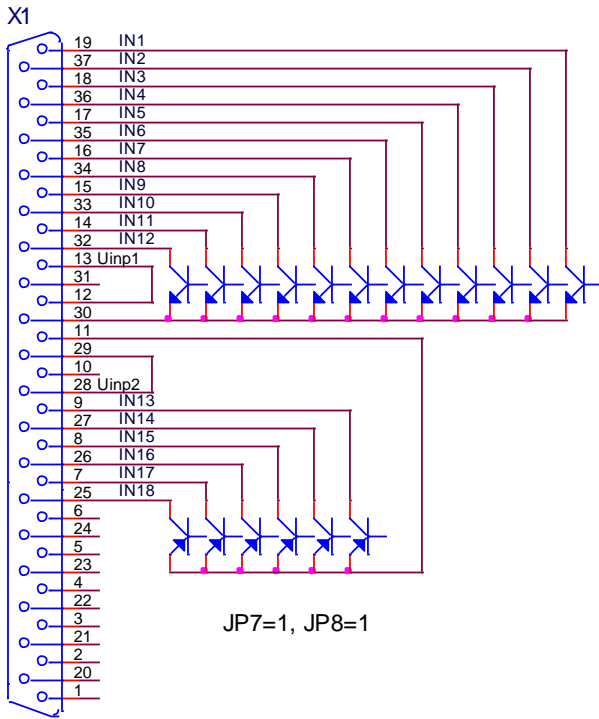 X1
19 IN1
37 IN2
18 IN3
36 IN4
17 IN5
35 IN6
16 IN7
34 IN8
15 IN9
33 IN10
14 IN11
32 IN12
13 Uinp1
31
12
30
11
29
10
28 Uinp2
9 IN13
27 IN14
8 IN15
26 IN16
7 IN17
25 IN18
6
24
5
23
4
22
3
21
2
20
1
JP7=1, JP8=1